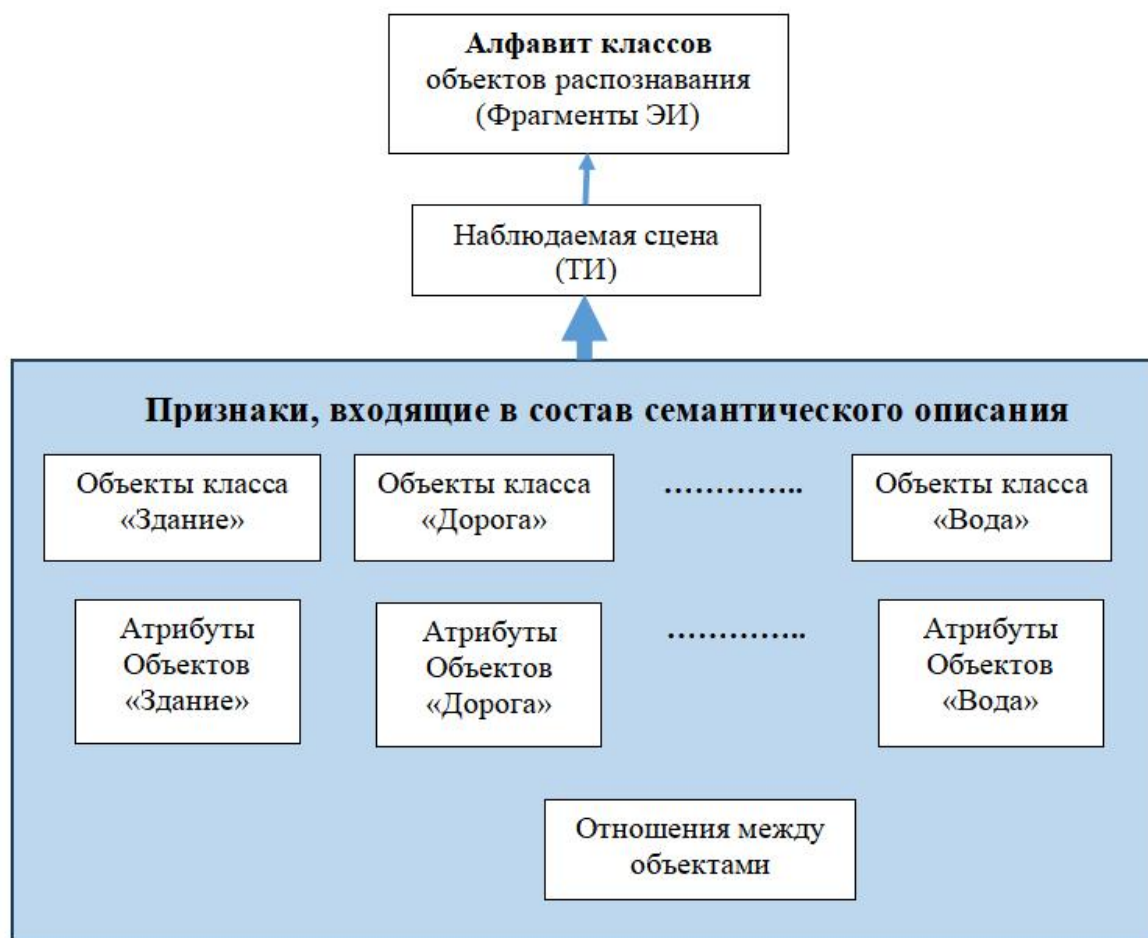 Алфавит классов
объектов распознавания
(Фрагменты ЭИ)
Наблюдаемая сцена
(ТИ)
Признаки, входящие в состав семантического описания
Объекты класса
«Здание»
Объекты класса
«Дорога»
…………..
Объекты класса
«Вода»
Атрибуты
Объектов
«Здание»
Атрибуты
Объектов
«Дорога»
…………..
Атрибуты
Объектов
«Вода»
Отношения между
объектами